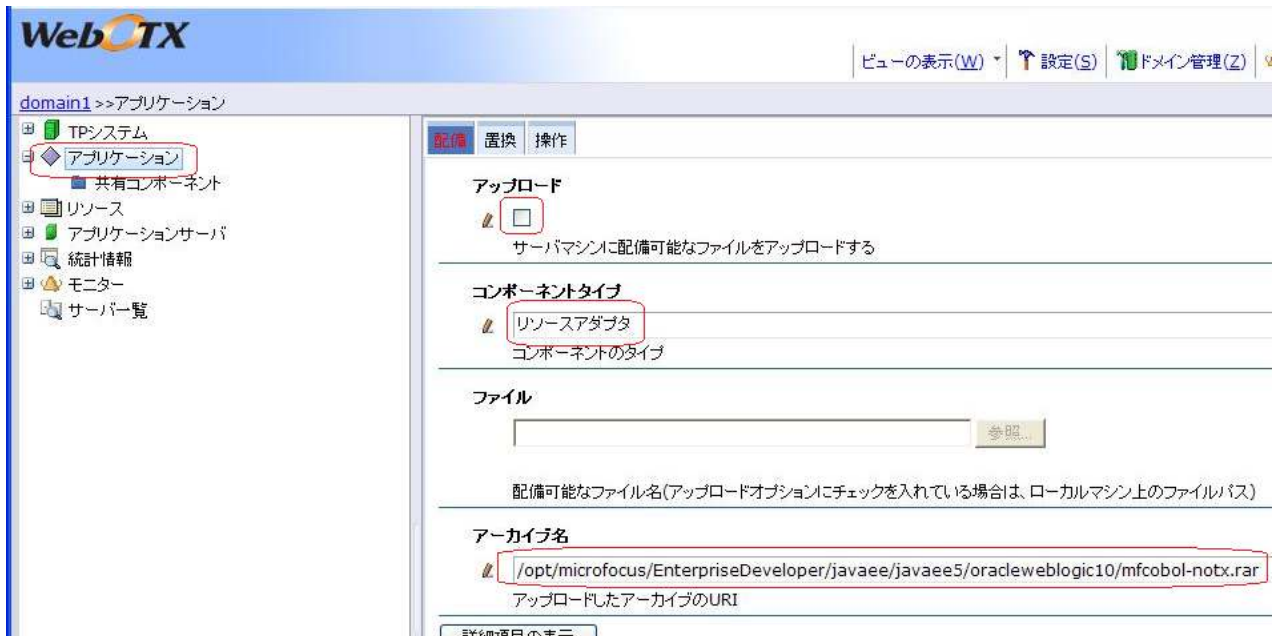 WebOTX
ビューの表示(W) 設定(S) ドメイン管理(Z)
domain1 >>アプリケーション
TPシステム
アプリケーション
共有コンポーネント
リソース
アプリケーションサーバ
統計情報
モニター
サーバ一覧
配備 置換 操作
アップロード
サーバマシンに配備可能なファイルをアップロードする
コンポーネントタイプ
リソースアダプタ
コンポーネントのタイプ
ファイル
参照...
配備可能なファイル名(アップロードオプションにチェックを入れている場合は、ローカルマシン上のファイルパス)
アーカイブ名
/opt/microfocus/EnterpriseDeveloper/javaee/javaee5/oracleweblogic10/mfcobol-notx.rar
アップロードしたアーカイブのURI
詳細項目の表示